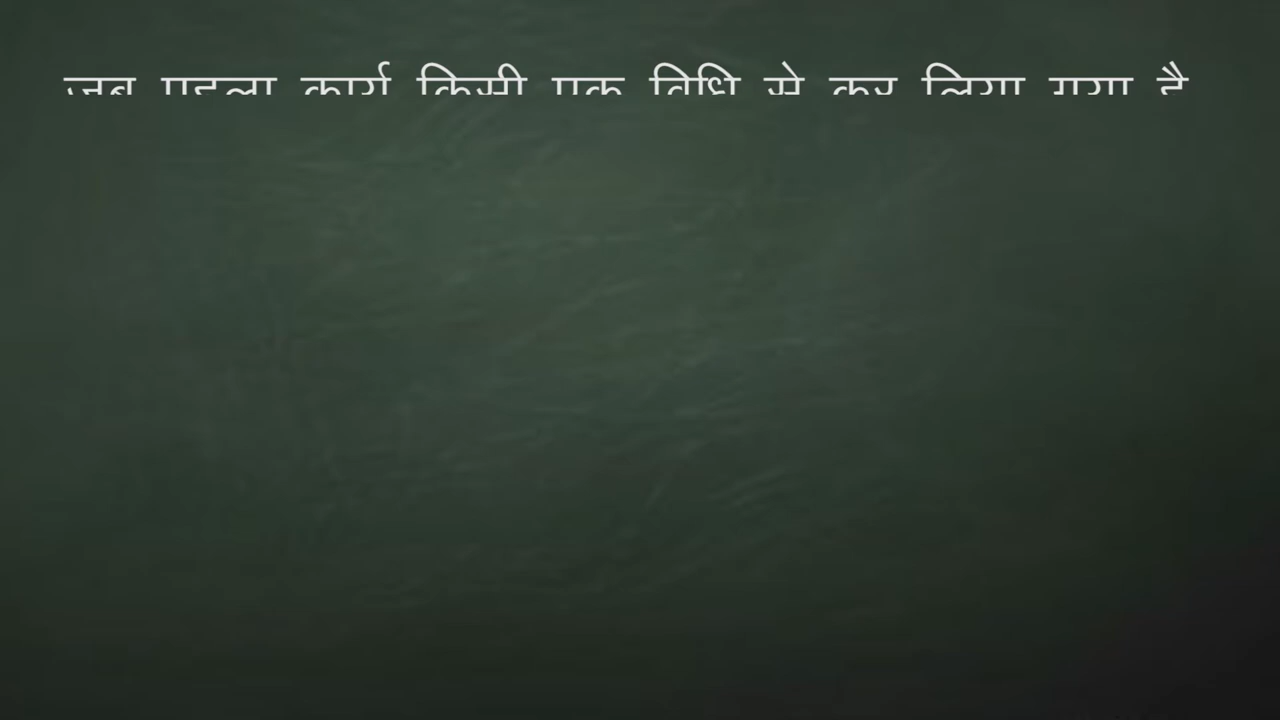 जब पहला कार्य किसी एक विधि से कर लिया गया है